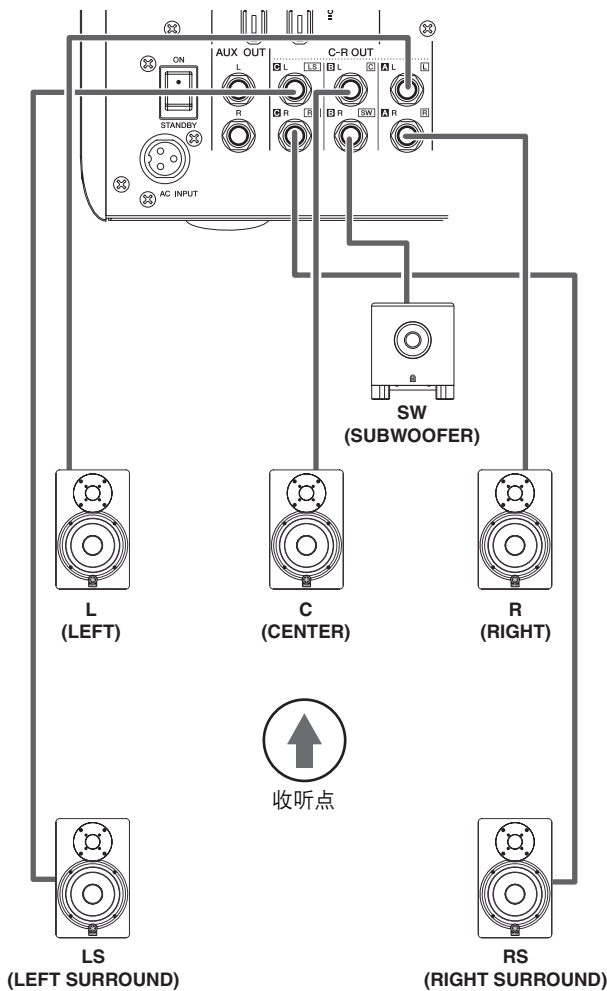 AUX OUT
C-R OUT
ON
STANDBY
AC INPUT
L
C L LS
B L C
A L L
R
C R R
B R SW
A R R
SW
(SUBWOOFER)
L
(LEFT)
C
(CENTER)
R
(RIGHT)
收听点
LS
(LEFT SURROUND)
RS
(RIGHT SURROUND)